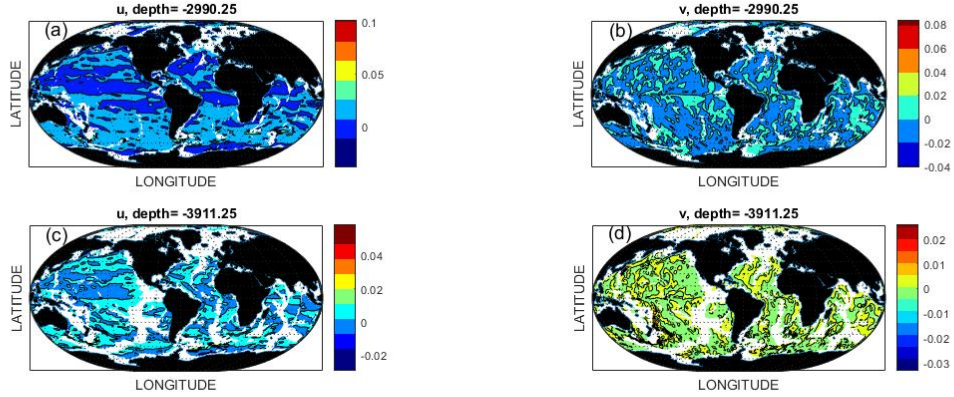 u, depth= -2990.25
(a)
LATITUDE
LONGITUDE
0.1
0.05
0
v, depth= -2990.25
(b)
LATITUDE
LONGITUDE
0.08
0.06
0.04
0.02
0
-0.02
-0.04
u, depth= -3911.25
(c)
LATITUDE
LONGITUDE
0.04
0.02
0
-0.02
v, depth= -3911.25
(d)
LATITUDE
LONGITUDE
0.02
0.01
0
-0.01
-0.02
-0.03